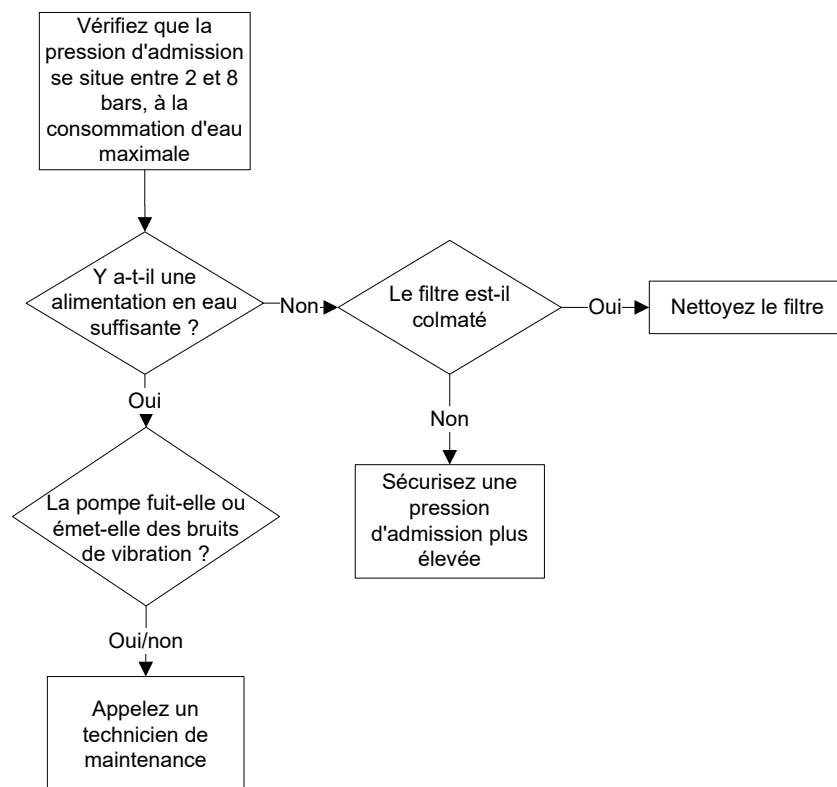 Vérifiez que la
pression d'admission
se situe entre 2 et 8
bars, à la
consommation d'eau
maximale
Y a-t-il une
alimentation en eau
suffisante ?
Non
Le filtre est-il
colmaté
Oui
Nettoyez le filtre
Oui
Non
La pompe fuit-elle ou
émet-elle des bruits
de vibration ?
Sécurisez une
pression
d'admission plus
élevée
Oui/non
Appelez un
technicien de
maintenance